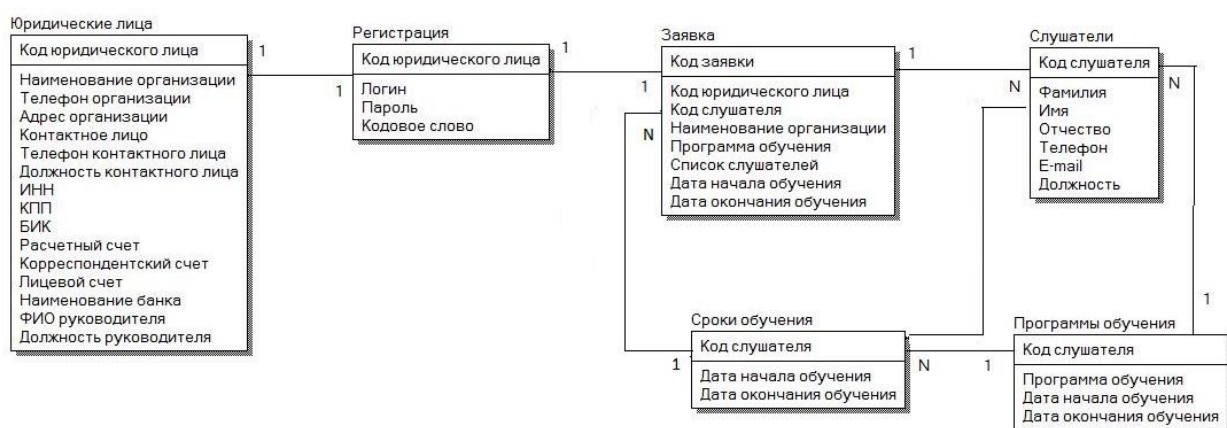 Юридические лица
Код юридического лица
Наименование организации
Телефон организации
Адрес организации
Контактное лицо
Телефон контактного лица
Должность контактного лица
ИНН
КПП
БИК
Расчетный счет
Корреспондентский счет
Лицевой счет
Наименование банка
ФИО руководителя
Должность руководителя
1
1
Регистрация
Код юридического лица
Логин
Пароль
Кодовое слово
1
1
N
Заявка
Код заявки
Код юридического лица
Код слушателя
Наименование организации
Программа обучения
Список слушателей
Дата начала обучения
Дата окончания обучения
1
N
Слушатели
Код слушателя
Фамилия
Имя
Отчество
Телефон
E-mail
Должность
N
1
Сроки обучения
Код слушателя
Дата начала обучения
Дата окончания обучения
1
N
1
Программы обучения
Код слушателя
Программа обучения
Дата начала обучения
Дата окончания обучения